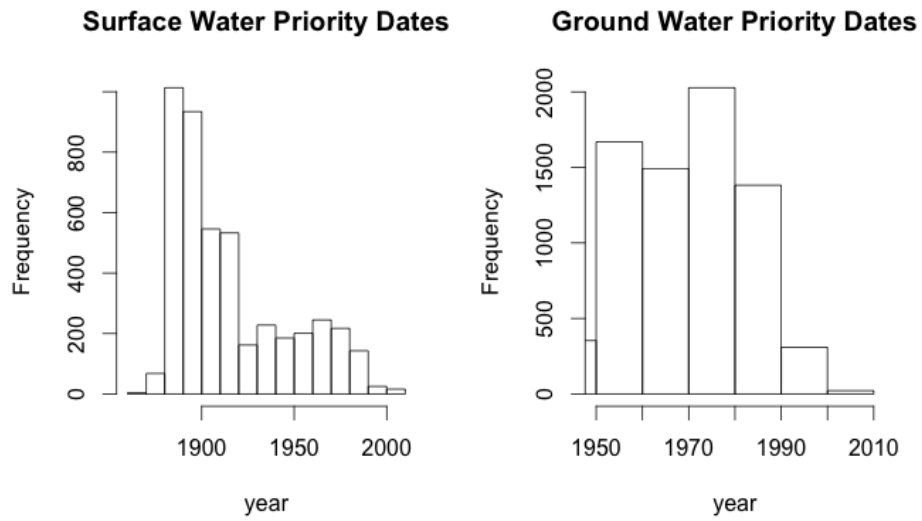 Surface Water Priority Dates
Frequency
0
200
400
600
800
1900
1950
2000
year
Ground Water Priority Dates
Frequency
0
500
1000
1500
2000
1950
1970
1990
2010
year